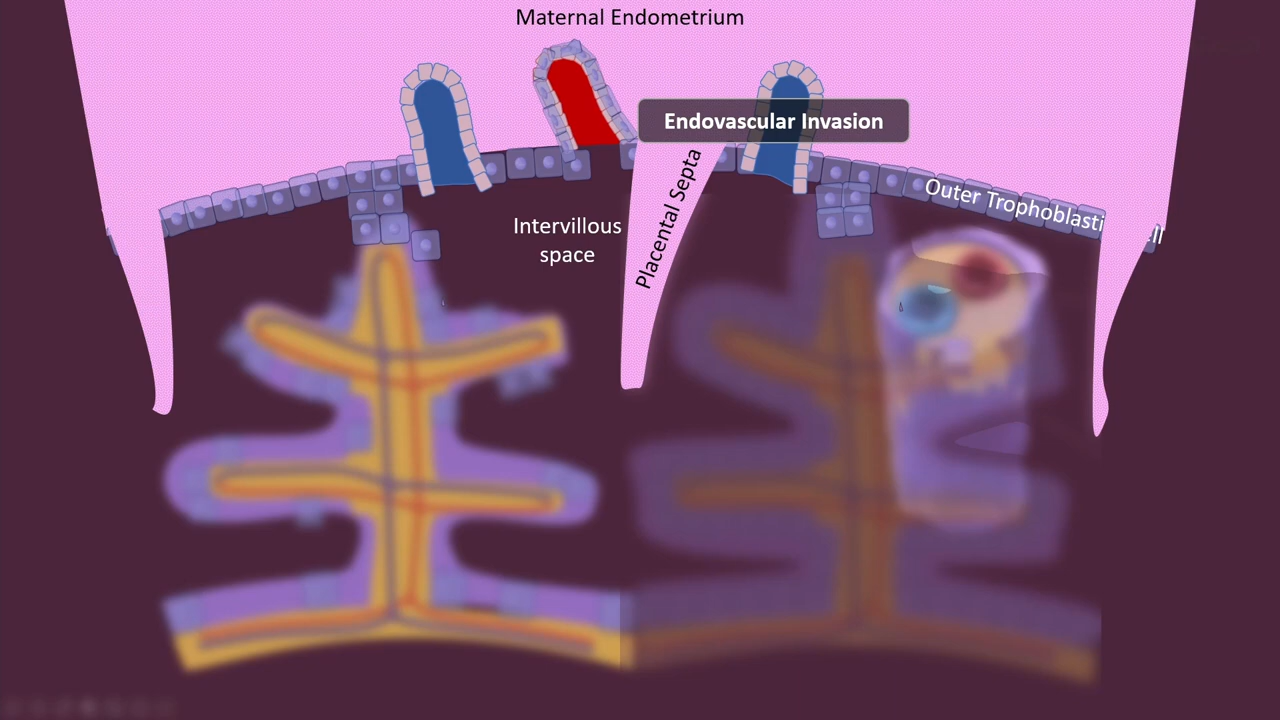 Maternal Endometrium
Endovascular Invasion
Placental Septa
Outer Trophoblasti
Intervillous
space